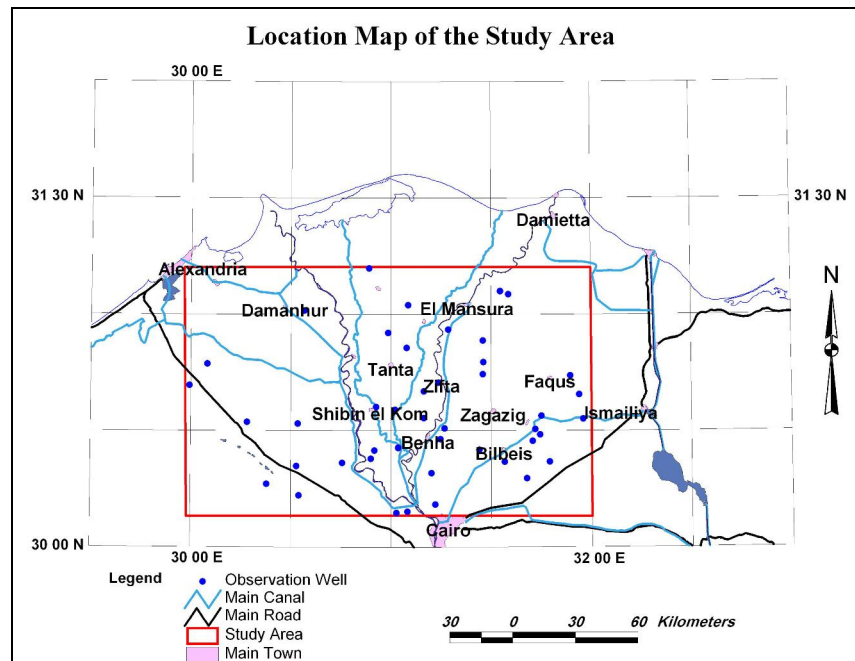 Location Map of the Study Area
30 00 E
31 30 N
31 30 N
Damietta
Alexandria
N
Damanhur
El Mansura
Tanta
Zifta
Faqus
Shibin el Kom
Zagazig
Ismailiya
Benha
Bilbeis
Cairo
30 00 N
30 00 E
32 00 E
Legend
Observation Well
Main Canal
Main Road
Study Area
Main Town
30 0 30 60 Kilometers